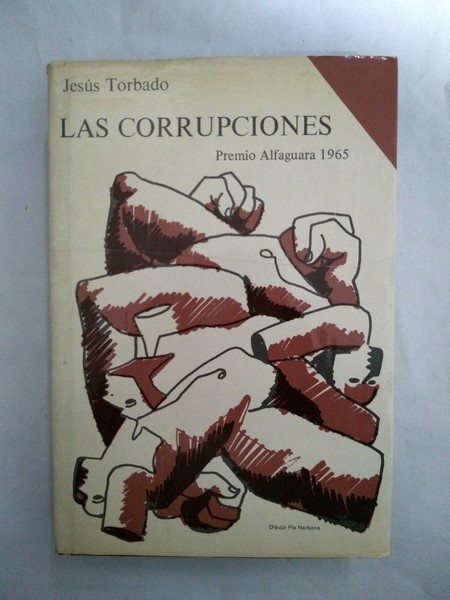 Jesús Torbado
LAS CORRUPCIONES
Premio Alfaguara 1965
Dibujo Pla Narbona